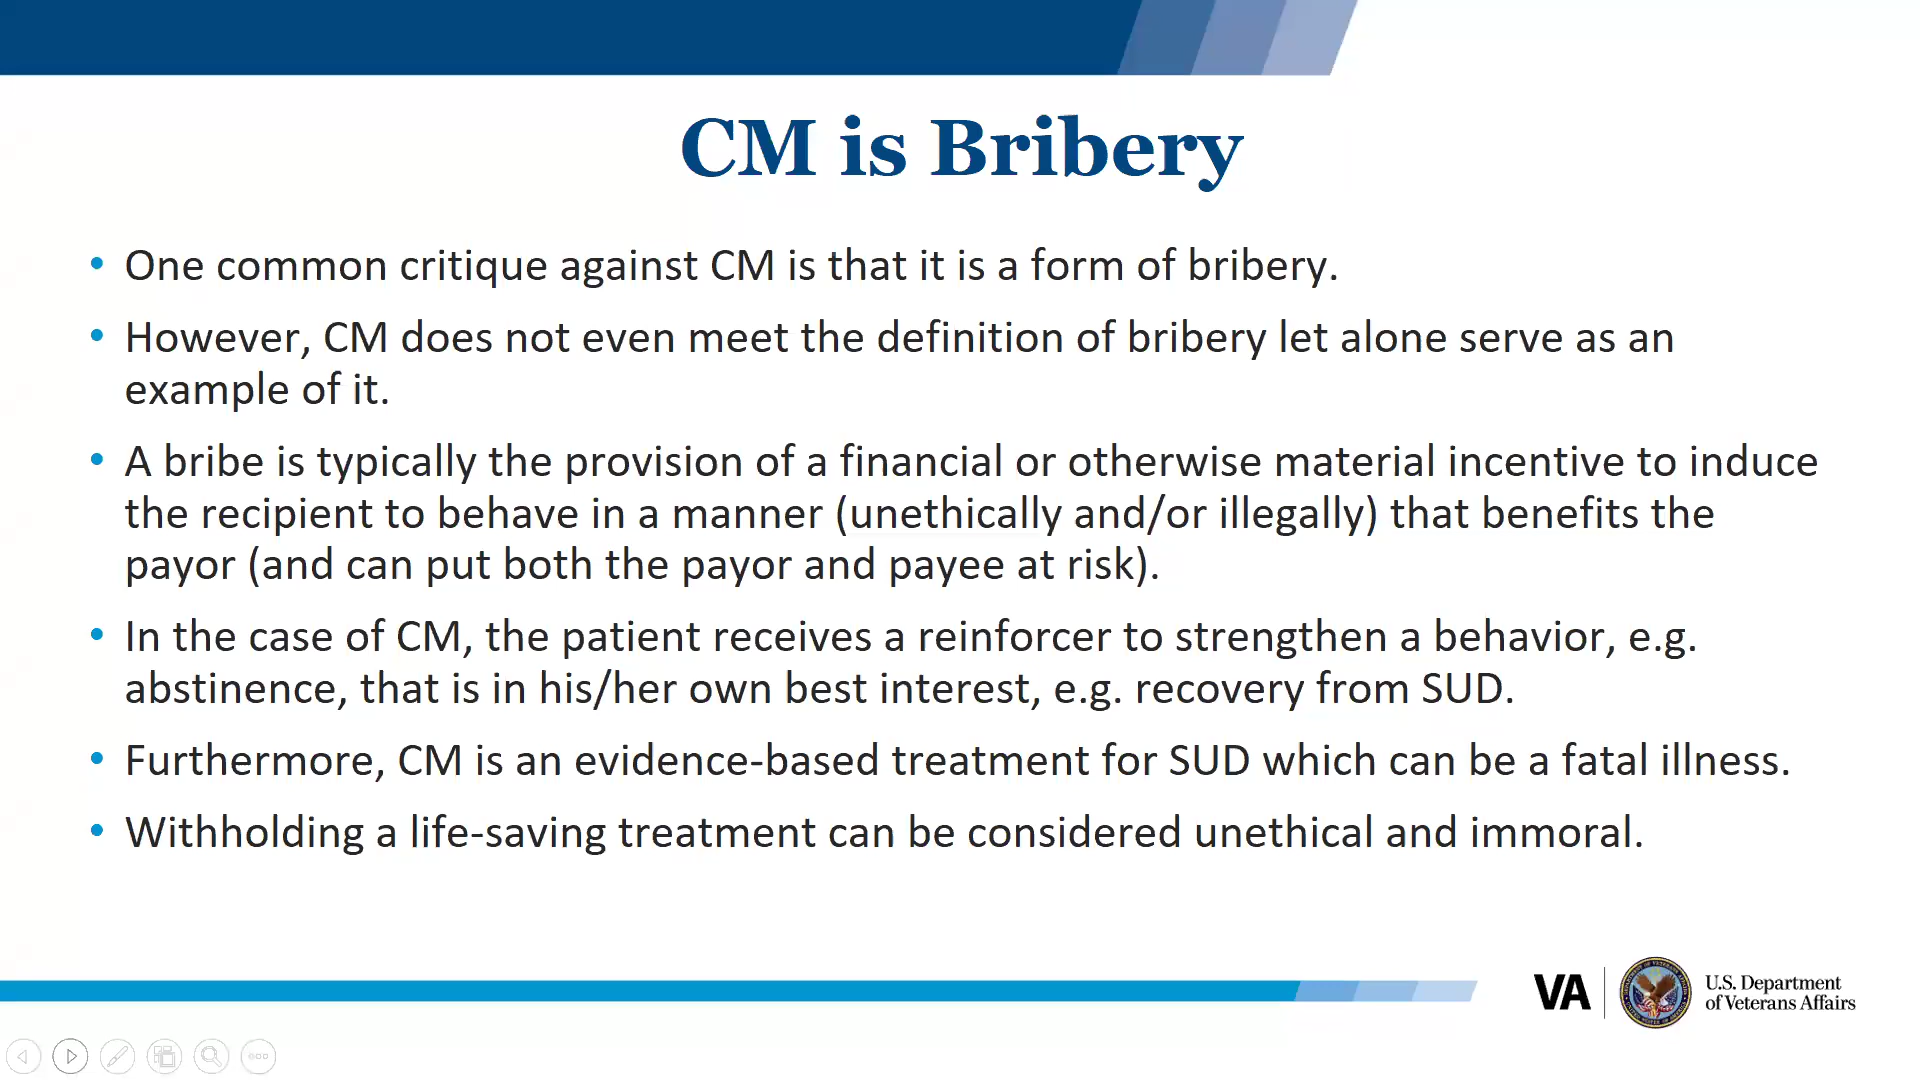 CM is Bribery
• One common critique against CM is that it is a form of bribery.
• However, CM does not even meet the definition of bribery let alone serve as an
example of it.
• A bribe is typically the provision of a financial or otherwise material incentive to induce
the recipient to behave in a manner (unethically and/or illegally) that benefits the
payor (and can put both the payor and payee at risk).
• In the case of CM, the patient receives a reinforcer to strengthen a behavior, e.g.
abstinence, that is in his/her own best interest, e.g. recovery from SUD.
• Furthermore, CM is an evidence-based treatment for SUD which can be a fatal illness.
• Withholding a life-saving treatment can be considered unethical and immoral.
VA
U.S. Department
of Veterans Affairs